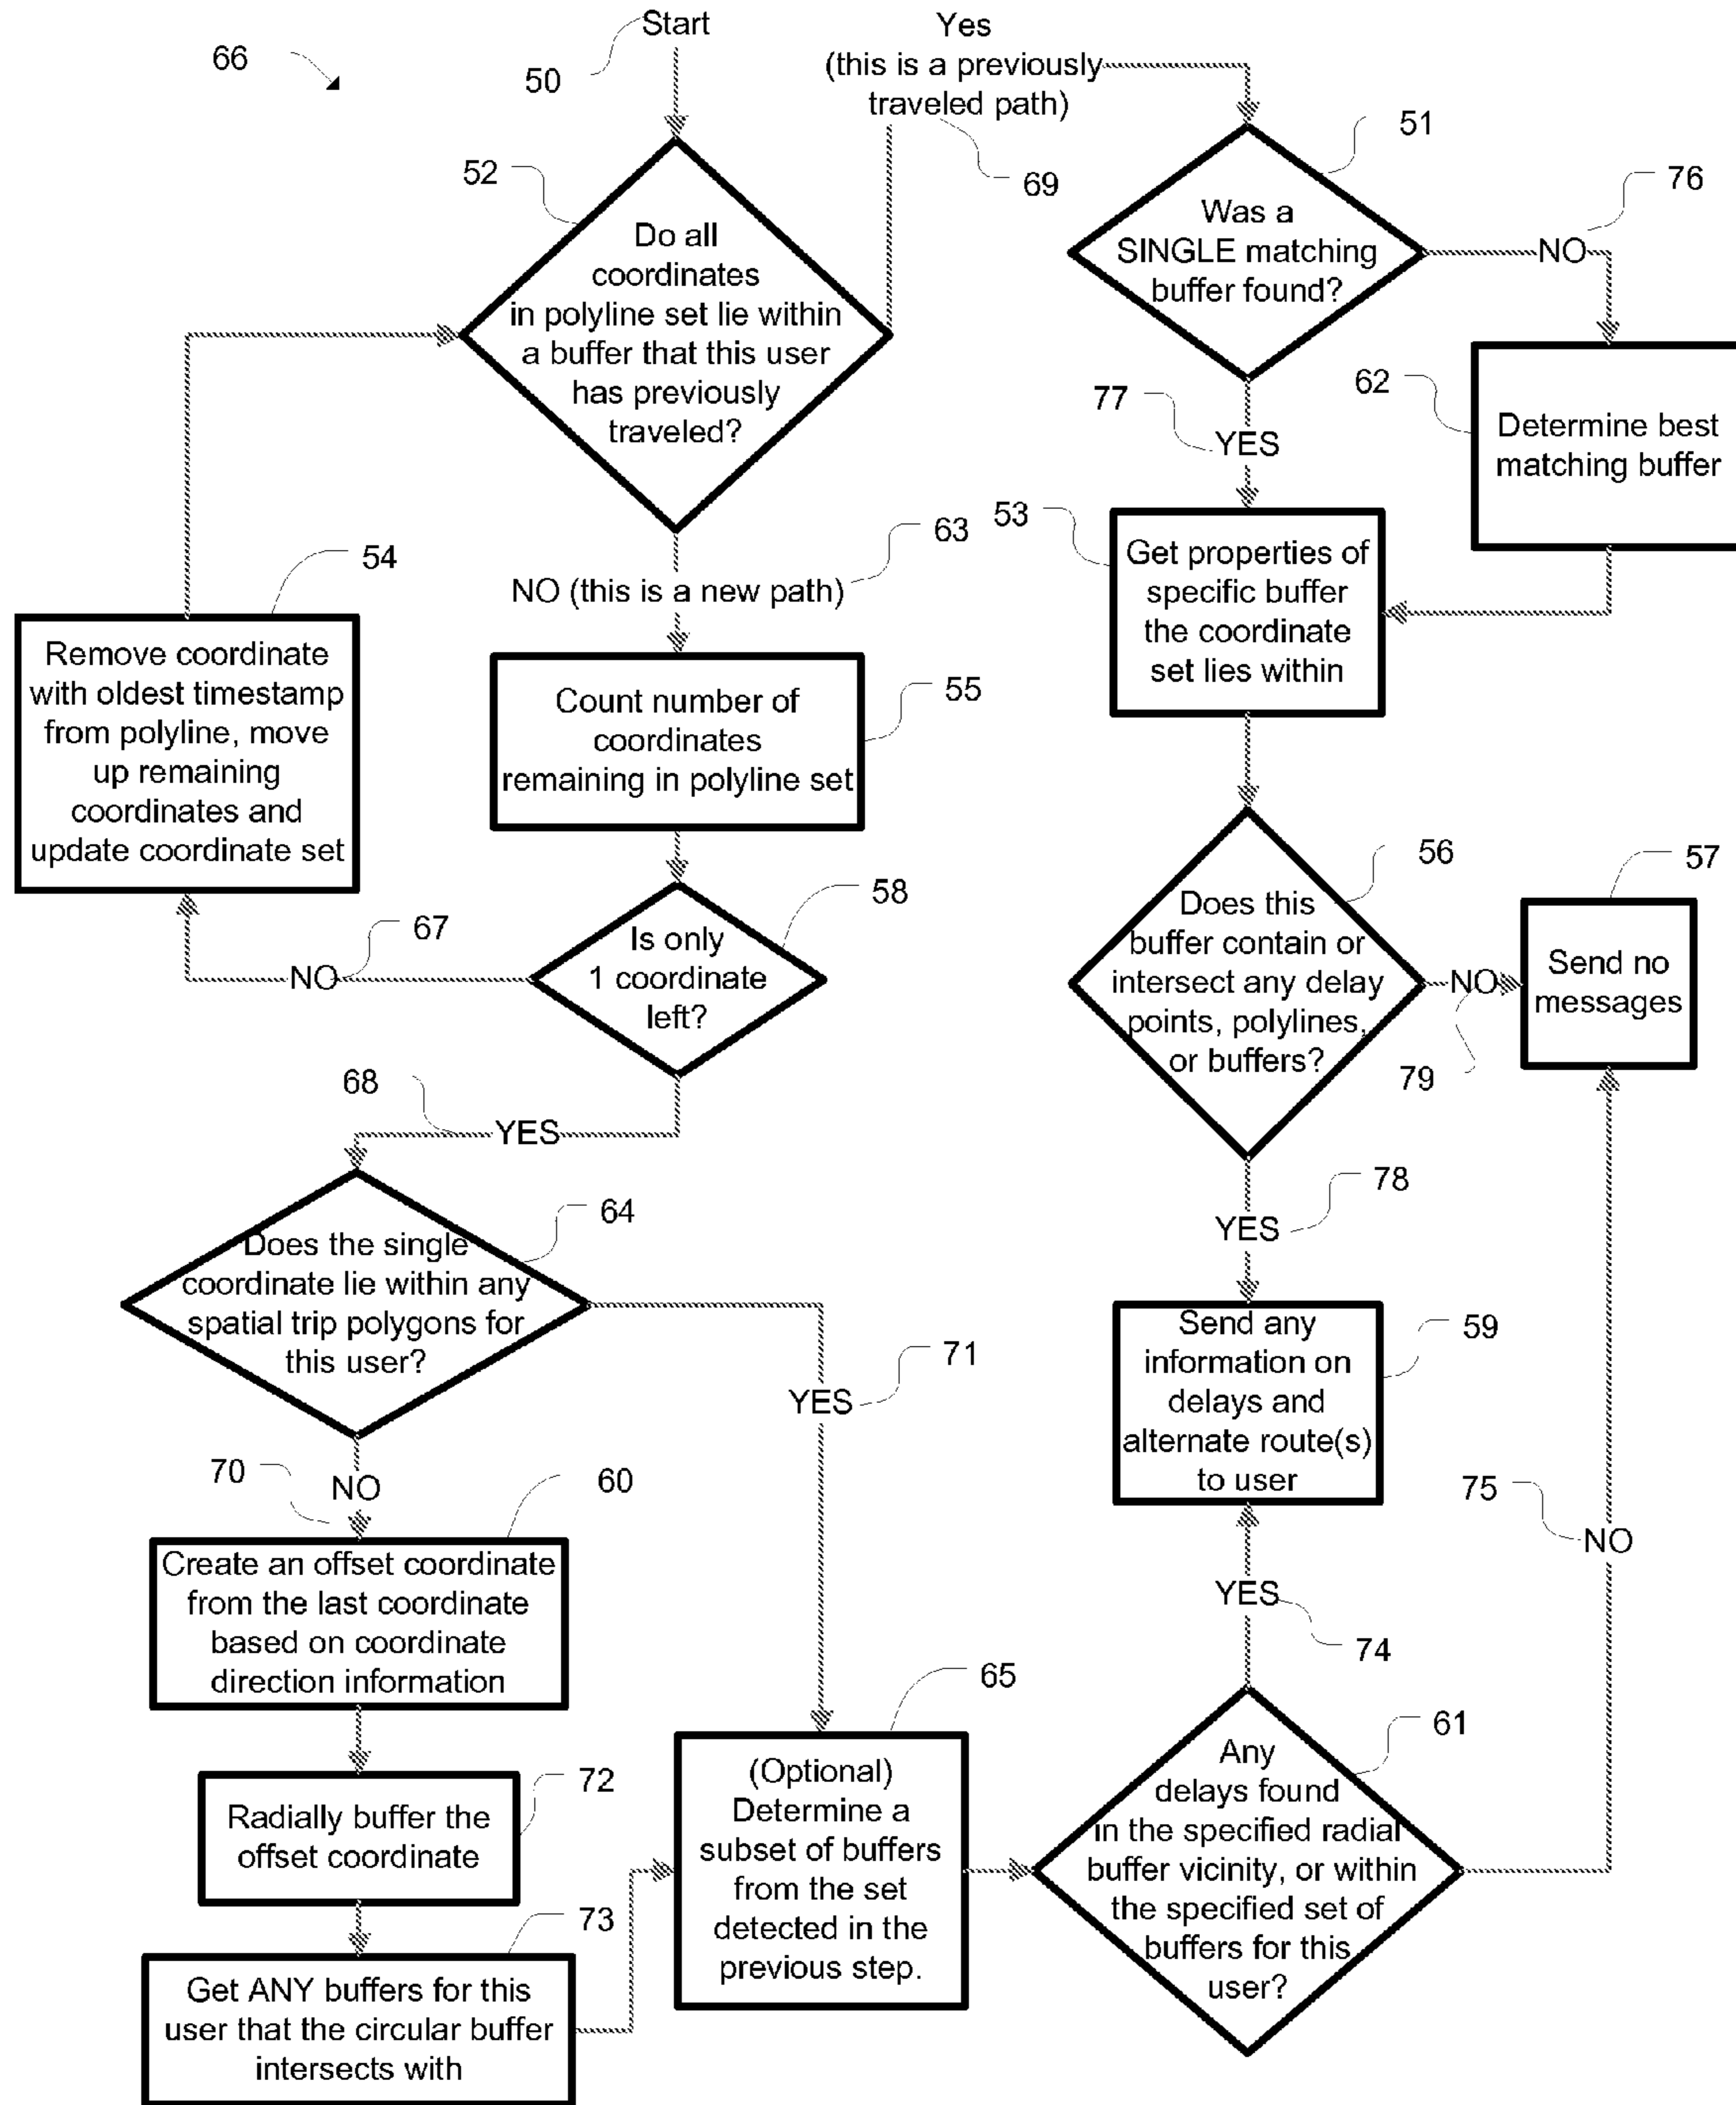 66
50
Start
Yes
(this is a previously
traveled path)
69
52
Do all
coordinates
in polyline set lie within
a buffer that this user
has previously
traveled?
51
Was a
SINGLE matching
buffer found?
76
NO
62
Determine best
matching buffer
77
YES
53
Get properties of
specific buffer
the coordinate
set lies within
63
NO (this is a new path)
54
Remove coordinate
with oldest timestamp
from polyline, move
up remaining
coordinates and
update coordinate set
55
Count number of
coordinates
remaining in polyline set
58
Is only
1 coordinate
left?
67
NO
56
Does this
buffer contain or
intersect any delay
points, polylines,
or buffers?
NO
79
57
Send no
messages
68
YES
78
YES
64
Does the single
coordinate lie within any
spatial trip polygons for
this user?
71
YES
59
Send any
information on
delays and
alternate route(s)
to user
70
NO
60
Create an offset coordinate
from the last coordinate
based on coordinate
direction information
75
NO
YES
74
72
Radially buffer the
offset coordinate
65
(Optional)
Determine a
subset of buffers
from the set
detected in the
previous step.
61
Any
delays found
in the specified radial
buffer vicinity, or within
the specified set of
buffers for this
user?
73
Get ANY buffers for this
user that the circular buffer
intersects with